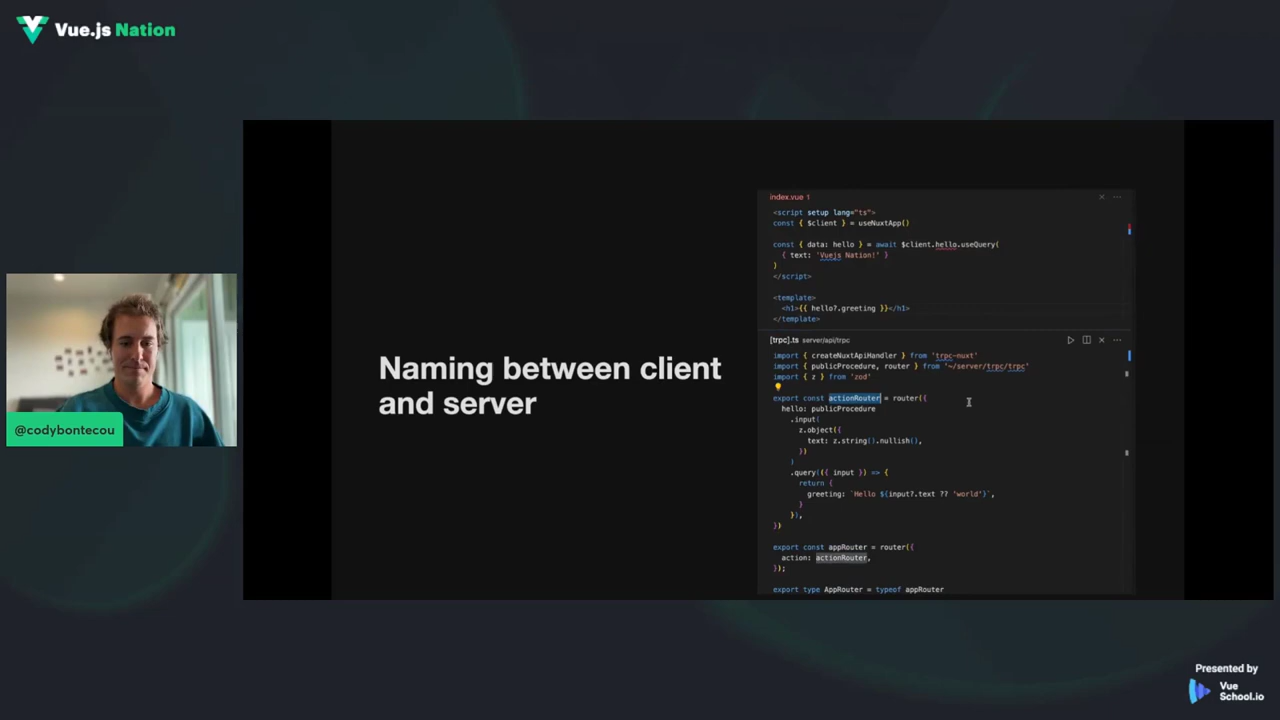 Vue.js Nation
@codybontecou
Naming between client
and server
index.vue 1
<script setup lang="ts">
const { $client } = useNuxtApp()
const { data: hello } = await $client.hello.useQuery(
{ text: 'Vuejs Nation!' }
)
</script>
<template>
<h1>{{ hello?.greeting }}</h1>
</template>
[trpc].ts server/api/trpc
import { createNuxtApiHandler } from 'trpc-nuxt'
import { publicProcedure, router } from '~/server/trpc/trpc'
import { z } from 'zod'
export const actionRouter = router({
hello: publicProcedure
.input(
z.object({
text: z.string().nullish(),
})
)
.query(({ input }) => {
return {
greeting: `Hello ${input?.text ?? 'world'}`,
}
}),
})
export const appRouter = router({
action: actionRouter,
});
export type AppRouter = typeof appRouter
Presented by
Vue
School.io